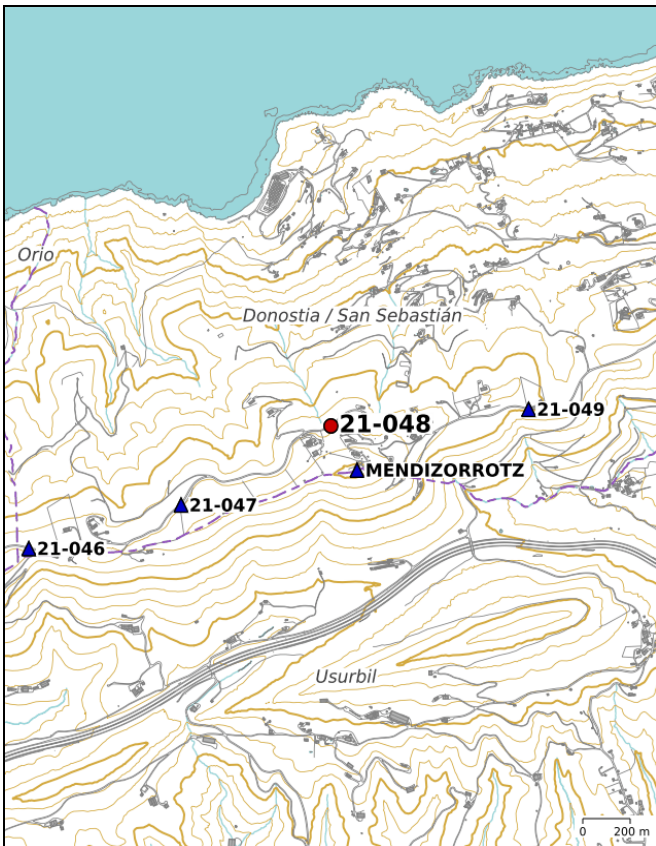 Orio
Donostia / San Sebastián
21-049
21-048
MENDIZORROTZ
21-047
21-046
Usurbil
0 200 m